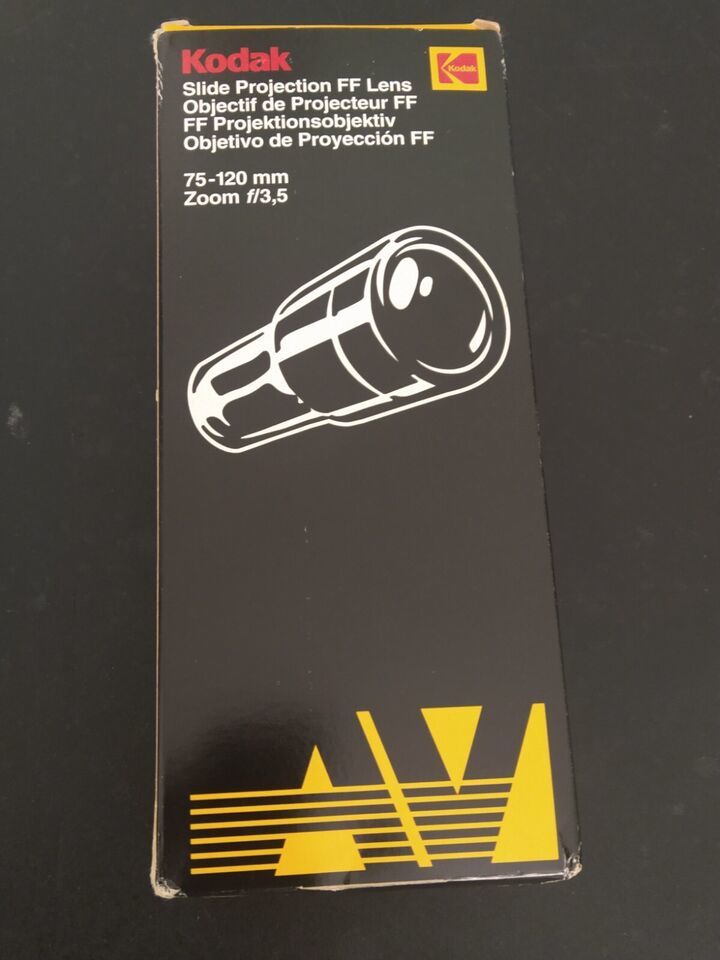 Kodak
Kodak
Slide Projection FF Lens
Objectif de Projecteur FF
FF Projektionsobjektiv
Objetivo de Proyección FF
75-120 mm
Zoom f/3,5
AV